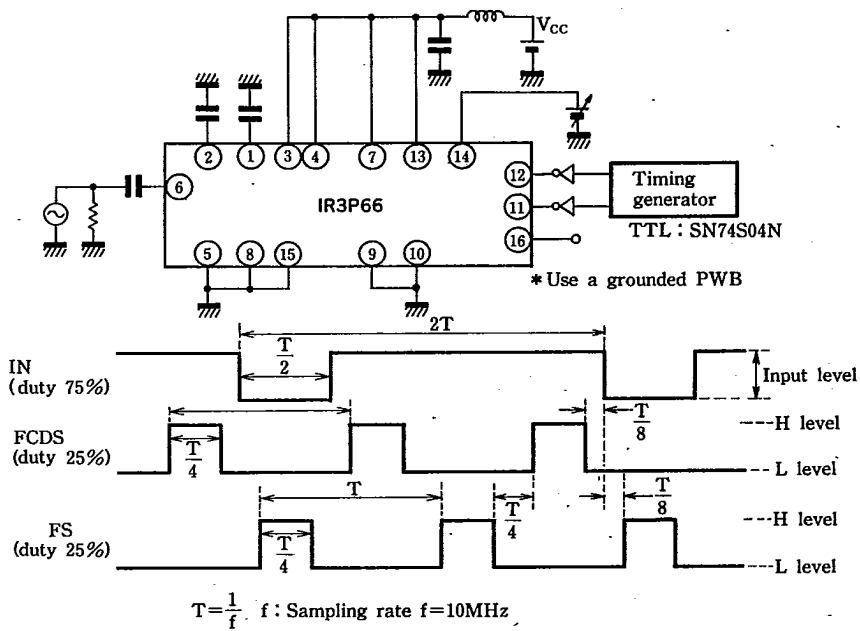 VCC
2 1 3 4 7 13 14
6
IR3P66
12
11
16
Timing
generator
TTL : SN74S04N
5 8 15 9 10
* Use a grounded PWB
2T
IN
(duty 75%)
T/2
Input level
FCDS
(duty 25%)
T/4
T/8
H level
L level
T
T/4
T/8
FS
(duty 25%)
T/4
H level
L level
T=1/f f : Sampling rate f=10MHz